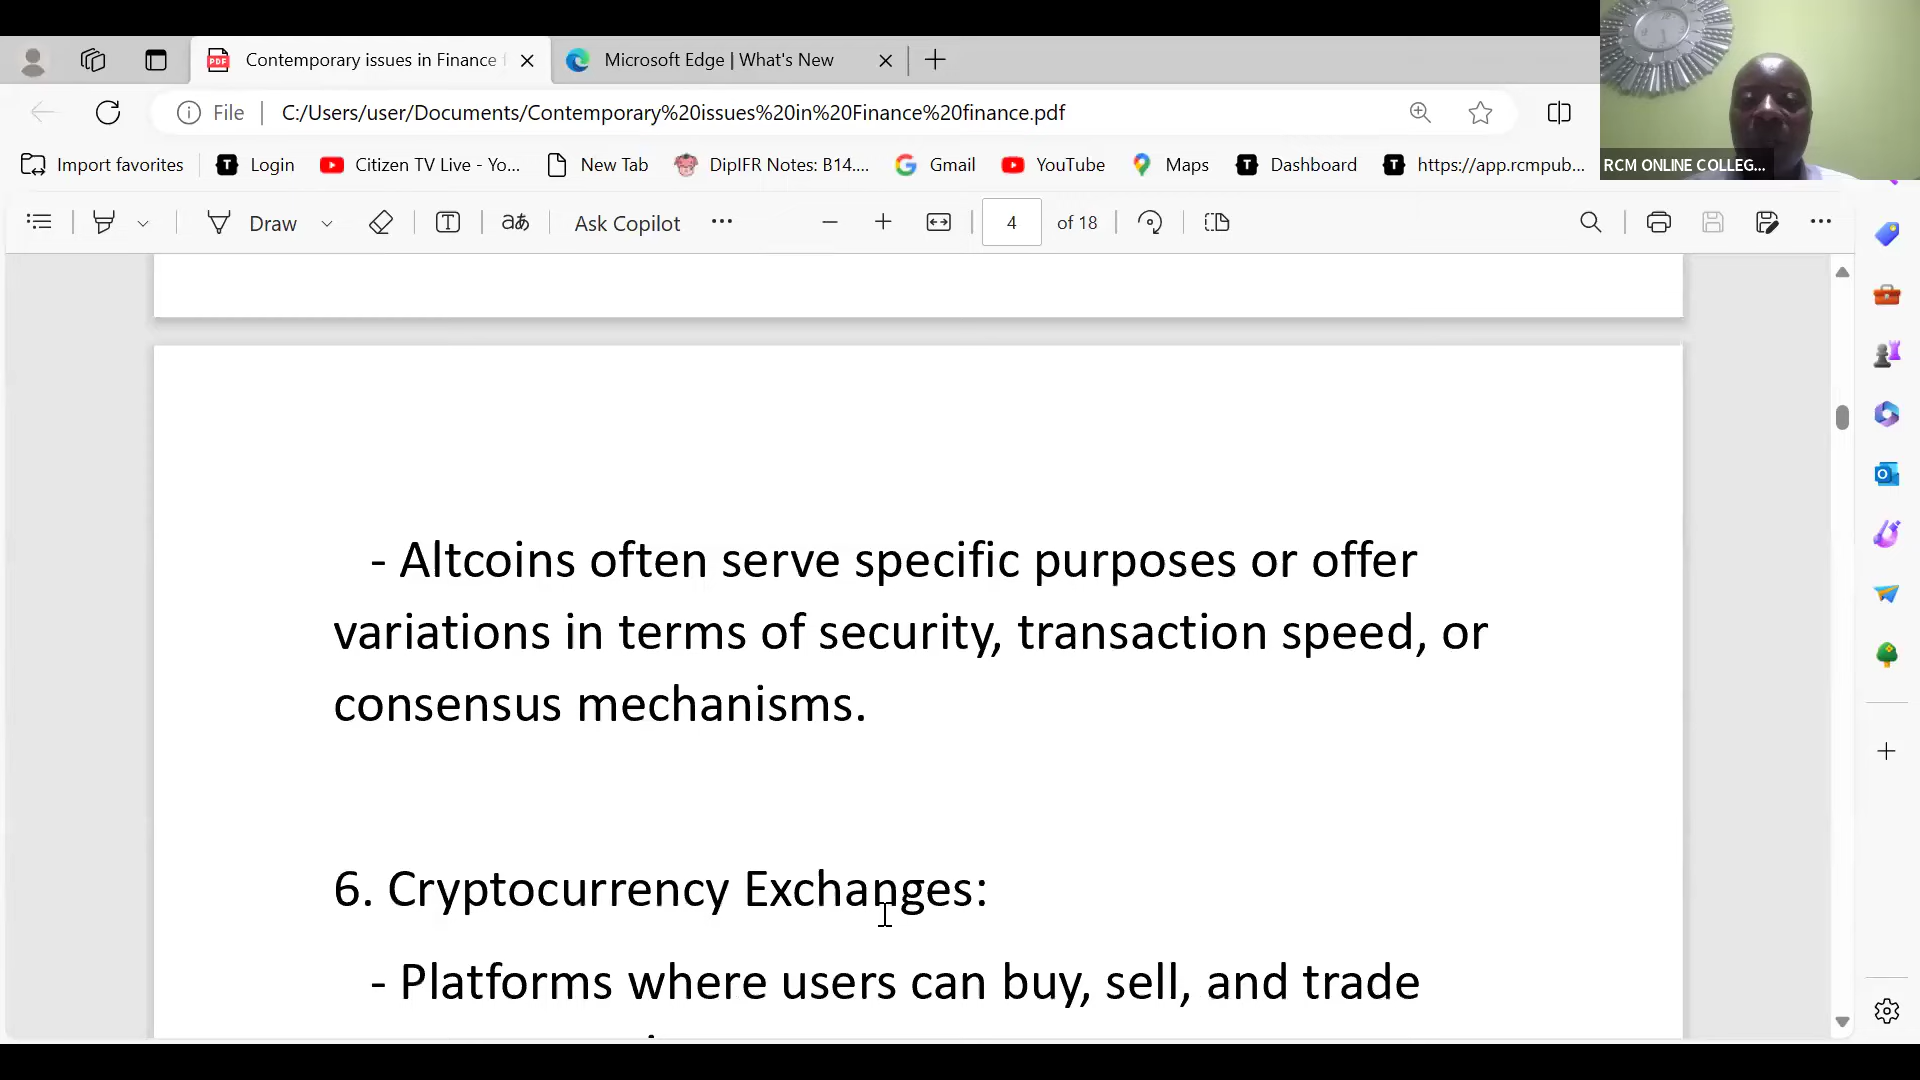 Contemporary issues in Finance
Microsoft Edge | What's New
File
C:/Users/user/Documents/Contemporary%20issues%20in%20Finance%20finance.pdf
Import favorites
Login
Citizen TV Live - Yo...
New Tab
DipIFR Notes: B14....
Gmail
YouTube
Maps
Dashboard
https://app.rcmpub...
RCM ONLINE COLLEG...
Draw
Ask Copilot
4 of 18
- Altcoins often serve specific purposes or offer
variations in terms of security, transaction speed, or
consensus mechanisms.
6. Cryptocurrency Exchanges:
- Platforms where users can buy, sell, and trade